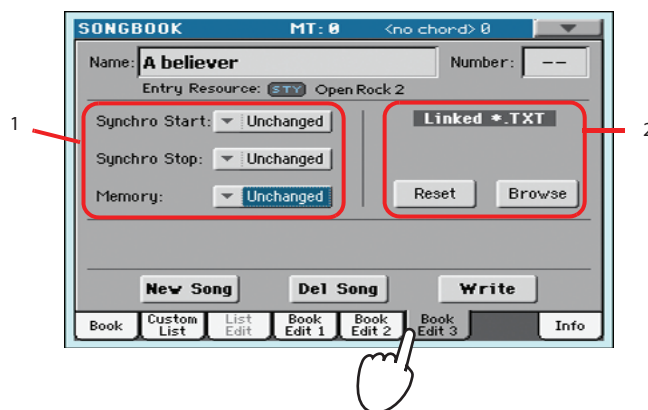 SONGBOOK MT: 0 <no chord> 0
Name: A believer Number: --
Entry Resource: STY Open Rock 2
1
Synchro Start: Unchanged
Linked *.TXT
2
Synchro Stop: Unchanged
Memory: Unchanged
Reset Browse
New Song Del Song Write
Book Custom List List Edit Book Edit 1 Book Edit 2 Book Edit 3 Info